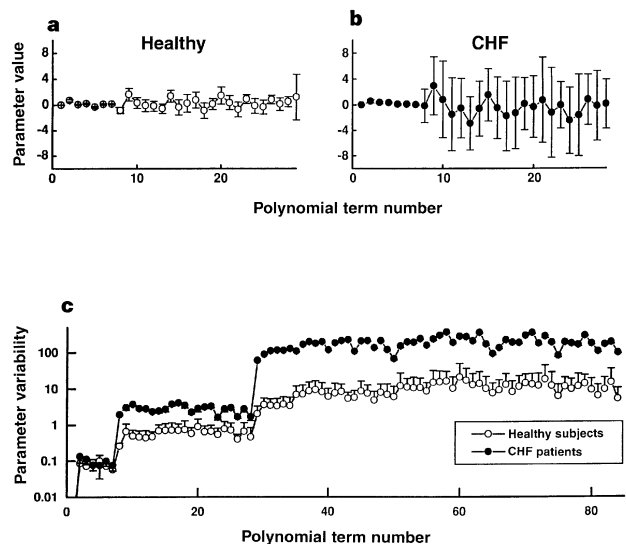 a
Healthy
Parameter value
8
4
0
-4
-8
0
10
20
b
CHF
8
4
0
-4
-8
0
10
20
Polynomial term number
c
Parameter variability
100
10
1
0.1
0.01
0
20
40
60
80
Healthy subjects
CHF patients
Polynomial term number